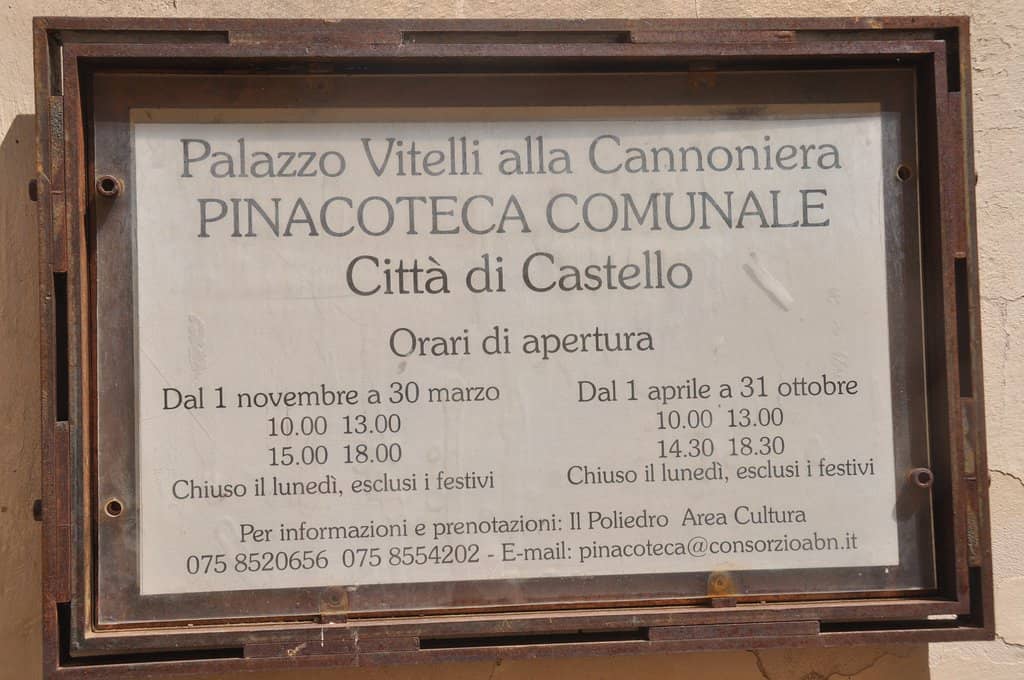 Palazzo Vitelli alla Cannoniera
PINACOTECA COMUNALE
Città di Castello
Orari di apertura
Dal 1 novembre a 30 marzo
10.00 13.00
15.00 18.00
Chiuso il lunedì, esclusi i festivi
Dal 1 aprile a 31 ottobre
10.00 13.00
14.30 18.30
Chiuso il lunedì, esclusi i festivi
Per informazioni e prenotazioni: Il Poliedro Area Cultura
075 8520656 075 8554202 - E-mail: pinacoteca@consorzioabn.it